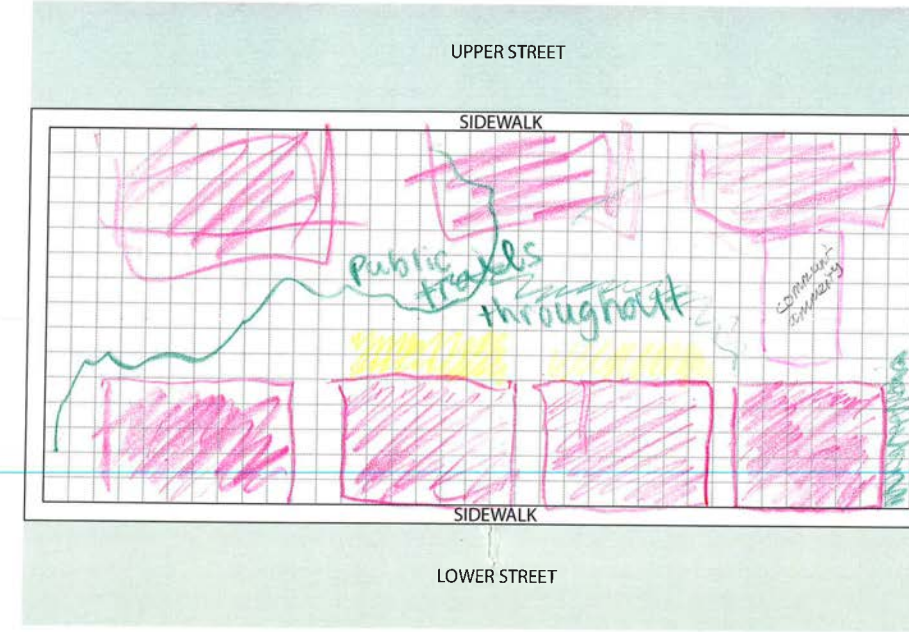 UPPER STREET
SIDEWALK
public
trails
throughout
SIDEWALK
LOWER STREET